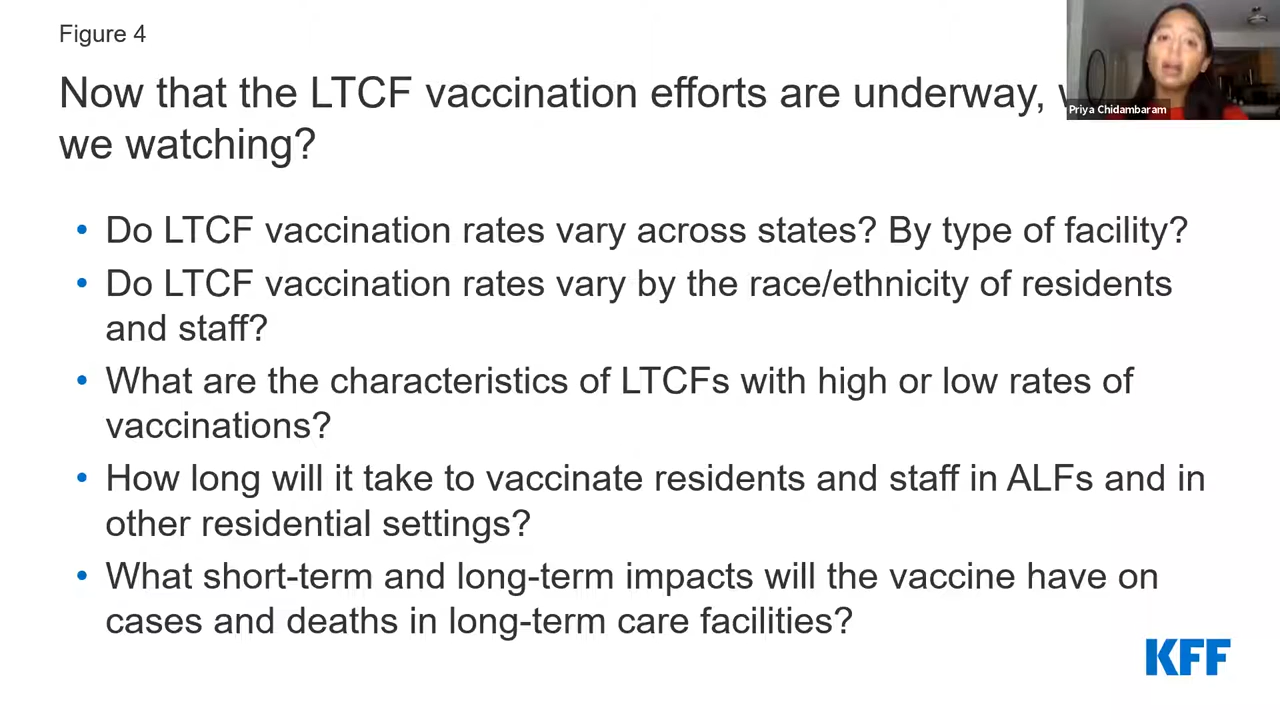 Figure 4
Now that the LTCF vaccination efforts are underway,
we watching?
Priya Chidambaram
• Do LTCF vaccination rates vary across states? By type of facility?
• Do LTCF vaccination rates vary by the race/ethnicity of residents
and staff?
• What are the characteristics of LTCFs with high or low rates of
vaccinations?
• How long will it take to vaccinate residents and staff in ALFs and in
other residential settings?
• What short-term and long-term impacts will the vaccine have on
cases and deaths in long-term care facilities?
KFF